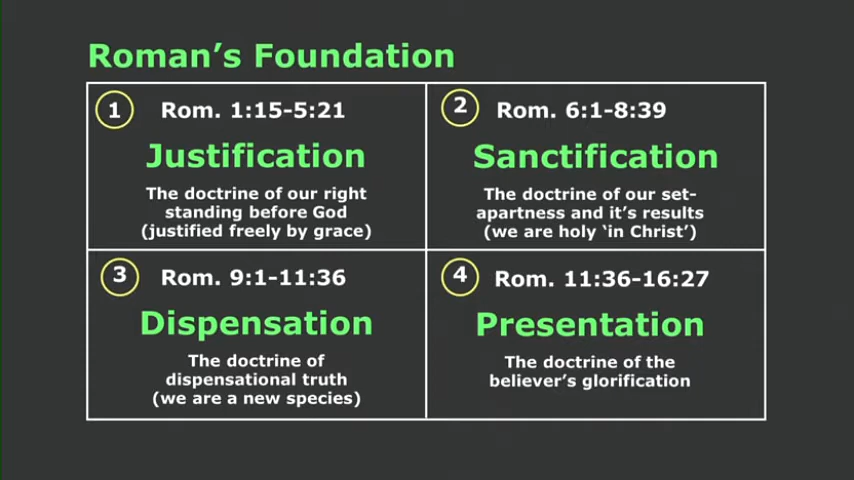 Roman’s Foundation
1 Rom. 1:15-5:21
Justification
The doctrine of our right
standing before God
(justified freely by grace)
2 Rom. 6:1-8:39
Sanctification
The doctrine of our set-
apartness and it’s results
(we are holy ‘in Christ’)
3 Rom. 9:1-11:36
Dispensation
The doctrine of
dispensational truth
(we are a new species)
4 Rom. 11:36-16:27
Presentation
The doctrine of the
believer’s glorification